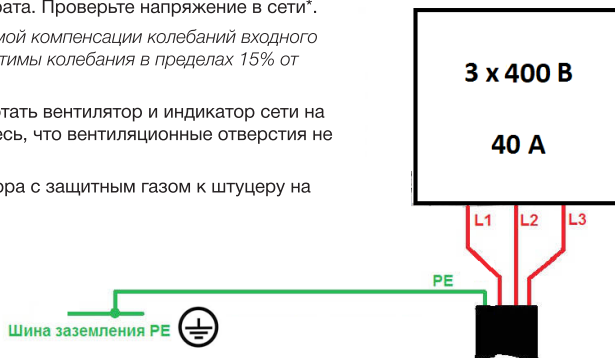 рата. Проверьте напряжение в сети*.
мой компенсации колебаний входного
тимы колебания в пределах 15% от
отать вентилятор и индикатор сети на
есь, что вентиляционные отверстия не
ора с защитным газом к штуцеру на
3 x 400 В
40 А
L1 L2 L3
PE
Шина заземления PE